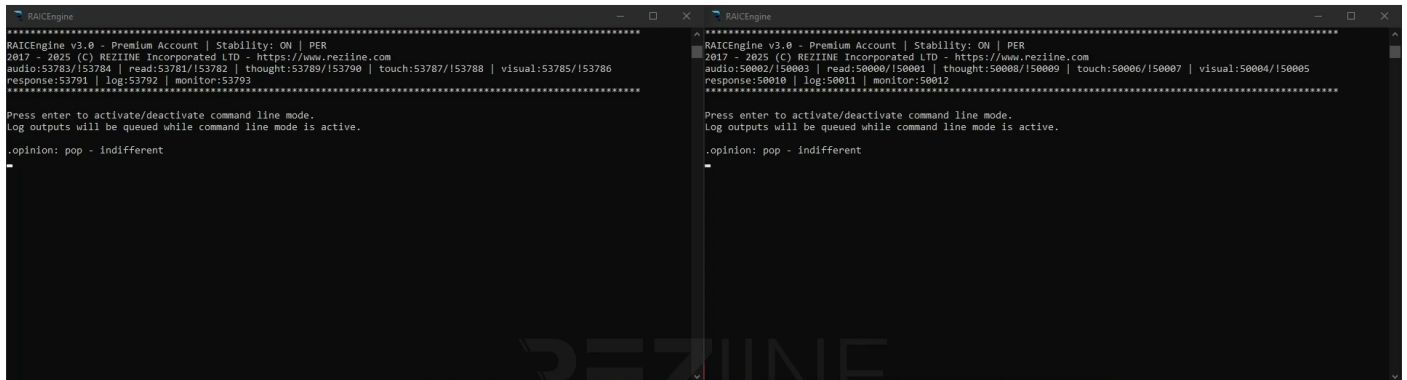 RAICEngine
*************************************************************************************************************
RAICEngine v3.0 - Premium Account | Stability: ON | PER
2017 - 2025 (C) REZIINE Incorporated LTD - https://www.reziine.com
audio:53783/!53784 | read:53781/!53782 | thought:53789/!53790 | touch:53787/!53788 | visual:53785/!53786
response:53791 | log:53792 | monitor:53793
*************************************************************************************************************
Press enter to activate/deactivate command line mode.
Log outputs will be queued while command line mode is active.
.opinion: pop - indifferent
RAICEngine
*************************************************************************************************************
RAICEngine v3.0 - Premium Account | Stability: ON | PER
2017 - 2025 (C) REZIINE Incorporated LTD - https://www.reziine.com
audio:50002/!50003 | read:50000/!50001 | thought:50008/!50009 | touch:50006/!50007 | visual:50004/!50005
response:50010 | log:50011 | monitor:50012
*************************************************************************************************************
Press enter to activate/deactivate command line mode.
Log outputs will be queued while command line mode is active.
.opinion: pop - indifferent
REZIINE